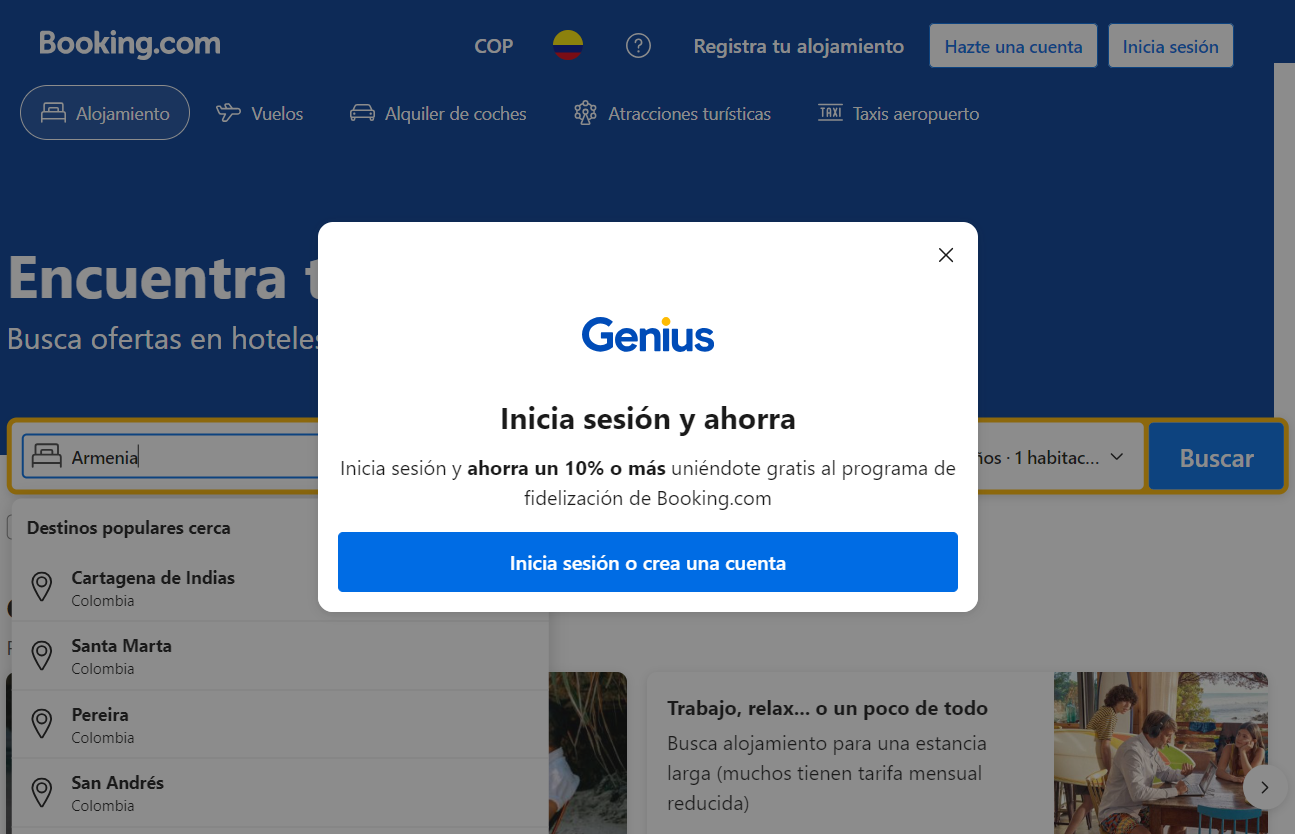 Booking.com
COP
Registra tu alojamiento
Hazte una cuenta
Inicia sesión
Alojamiento
Vuelos
Alquiler de coches
Atracciones turísticas
TAXI
Taxis aeropuerto
Encuentra
Busca ofertas en hoteles
Genius
Inicia sesión y ahorra
Inicia sesión y ahorra un 10% o más uniéndote gratis al programa de
fidelización de Booking.com
Inicia sesión o crea una cuenta
Armenia
· 1 habitac...
Buscar
Destinos populares cerca
Cartagena de Indias
Colombia
Santa Marta
Colombia
Pereira
Colombia
San Andrés
Colombia
Trabajo, relax... o un poco de todo
Busca alojamiento para una estancia
larga (muchos tienen tarifa mensual
reducida)